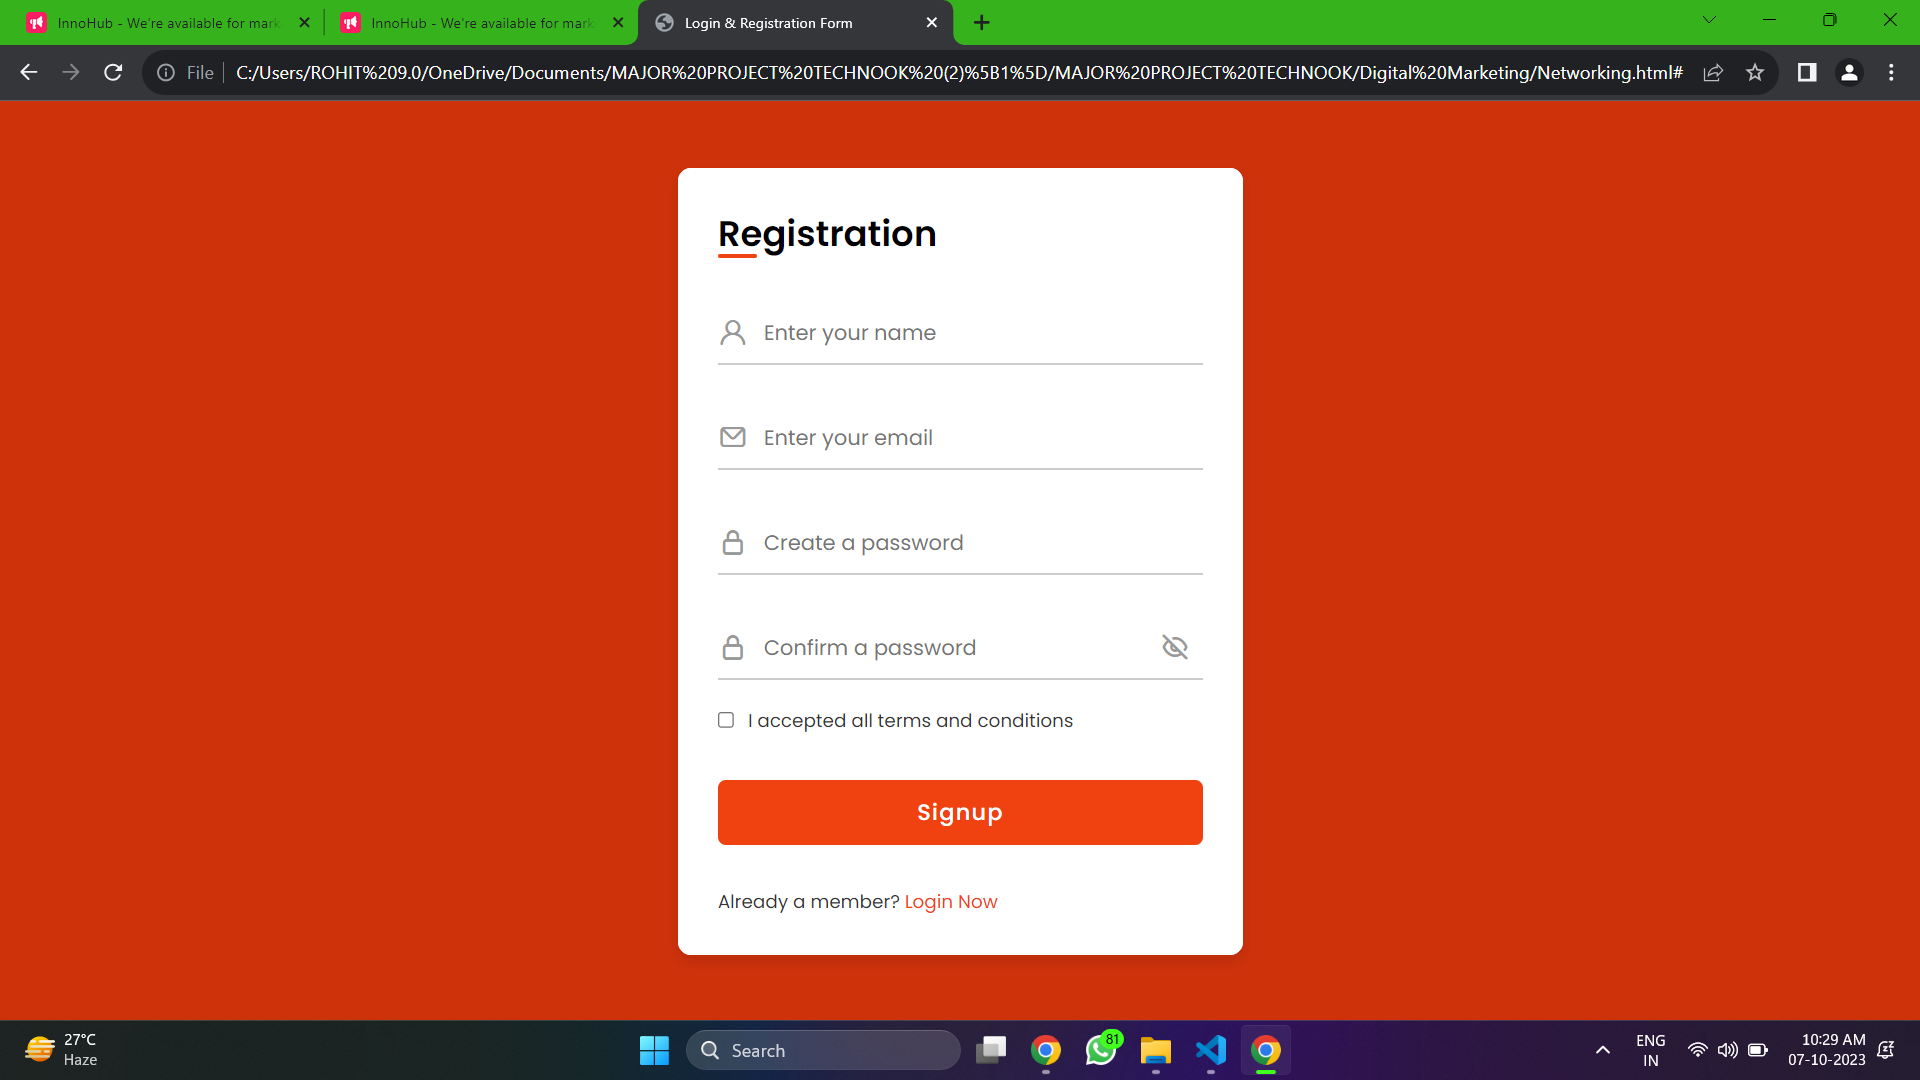 InnoHub - We're available for mark
InnoHub - We're available for mark
Login & Registration Form
File
C:/Users/ROHIT%209.0/OneDrive/Documents/MAJOR%20PROJECT%20TECHNOOK%20(2)%5B1%5D/MAJOR%20PROJECT%20TECHNOOK/Digital%20Marketing/Networking.html#
Registration
Enter your name
Enter your email
Create a password
Confirm a password
I accepted all terms and conditions
Signup
Already a member? Login Now
27°C
Haze
Search
81
ENG
IN
10:29 AM
07-10-2023